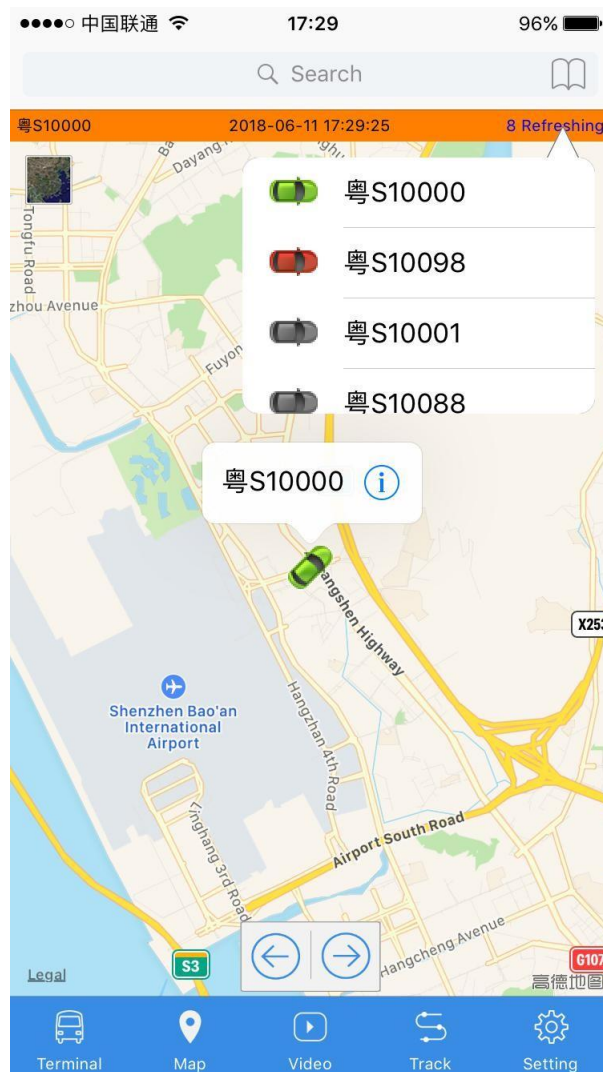 中国联通 17:29 96%
Search
粤S10000 2018-06-11 17:29:25 8 Refreshing
Dayang
粤S10000
Tongfu Road
粤S10098
zhou Avenue
粤S10001
Fuyon
粤S10088
粤S10000
angshen Highway
X253
Shenzhen Bao'an
International
Airport
Hangzhan 4th Road
Airport South Road
inghang 3rd Road
Hangcheng Avenue
S3
G107
Legal
高德地图
Terminal Map Video Track Setting